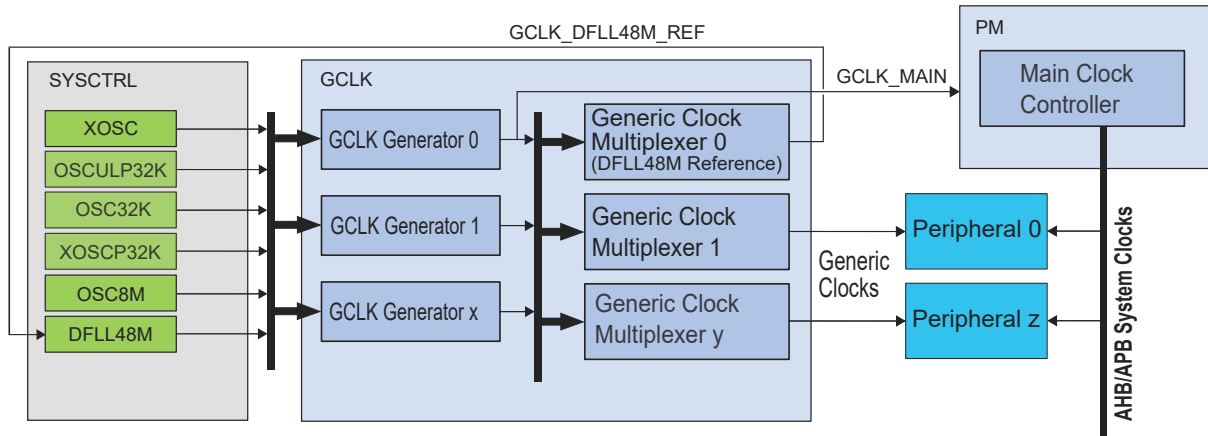 GCLK_DFLL48M_REF
PM
SYSCTRL
GCLK
GCLK_MAIN
Main Clock
Controller
XOSC
OSCULP32K
OSC32K
XOSCP32K
OSC8M
DFLL48M
GCLK Generator 0
GCLK Generator 1
GCLK Generator x
Generic Clock
Multiplexer 0
(DFLL48M Reference)
Generic Clock
Multiplexer 1
Generic Clock
Multiplexer y
Generic
Clocks
Peripheral 0
Peripheral z
AHB/APB System Clocks